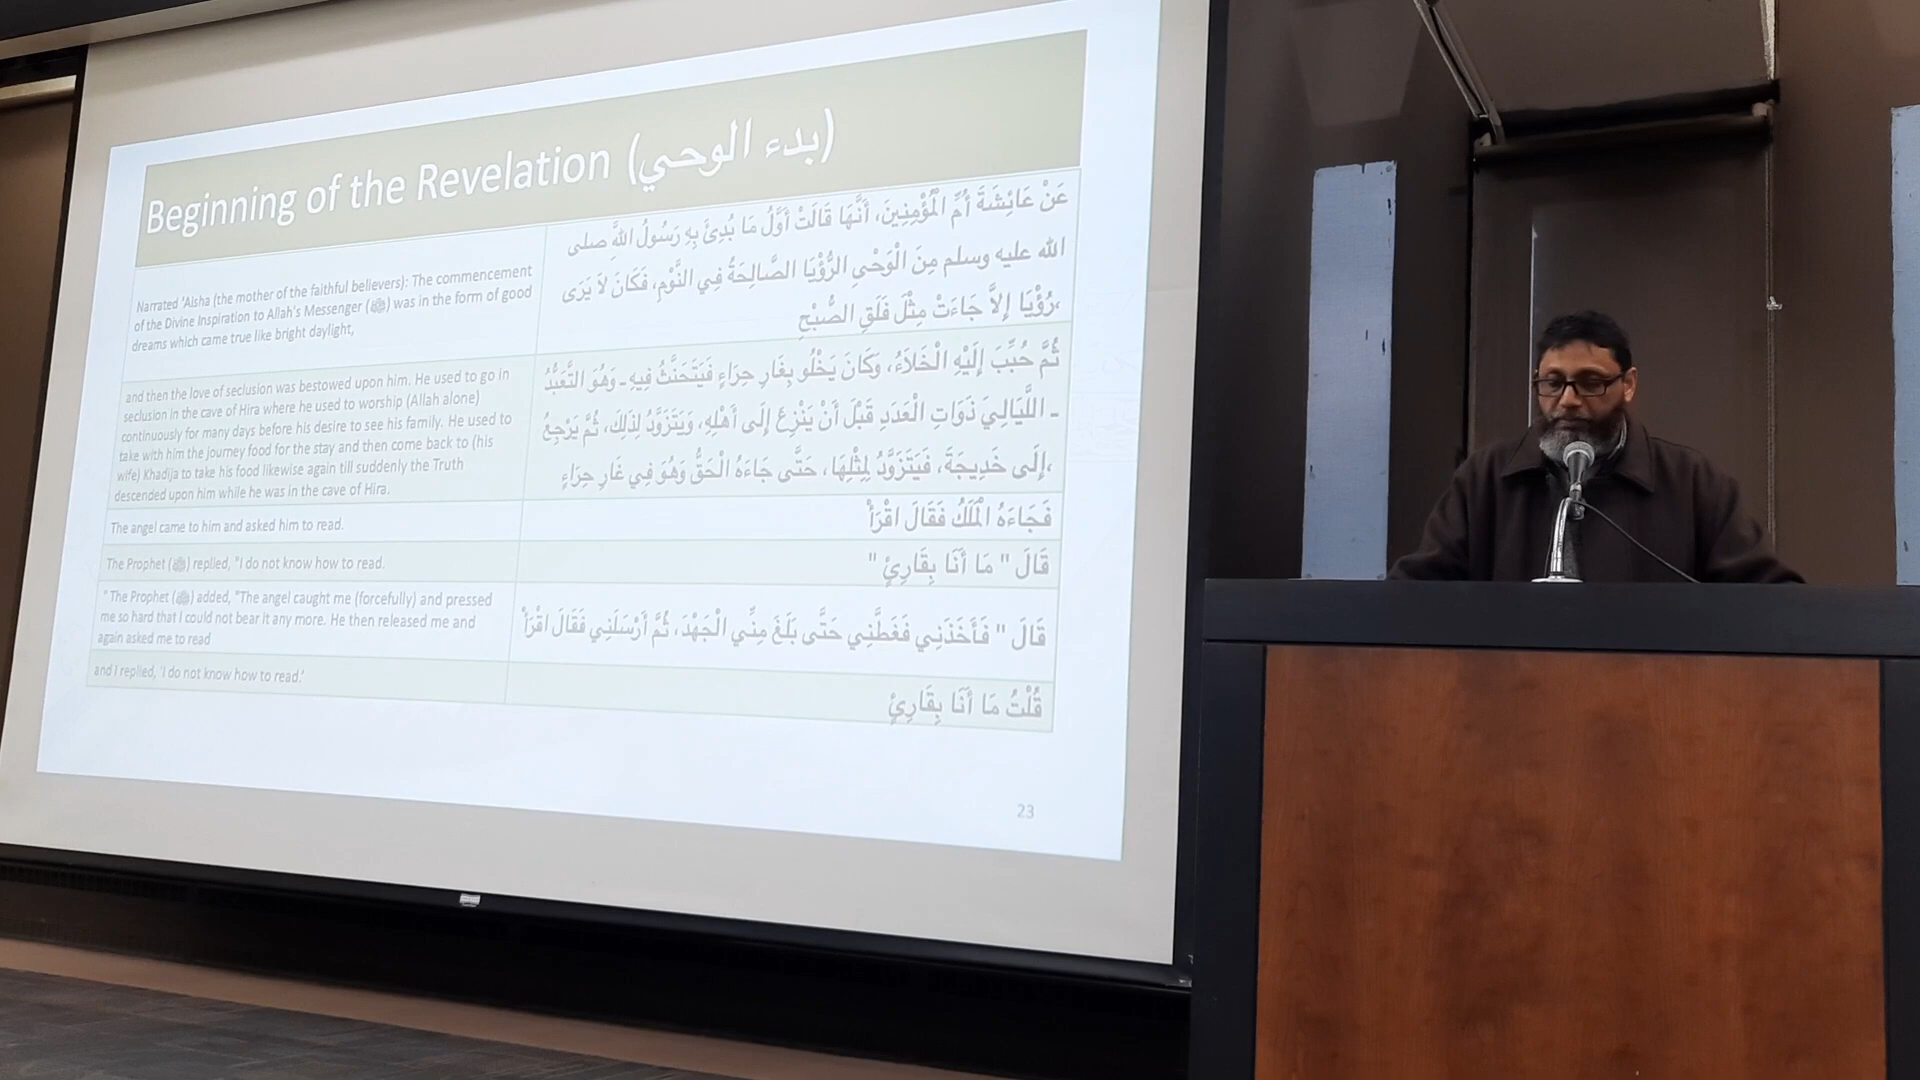 Beginning of the Revelation (بدء الوحي)
Narrated 'Aisha (the mother of the faithful believers): The commencement
of the Divine Inspiration to Allah's Messenger (ﷺ) was in the form of good
dreams which came true like bright daylight,
عَنْ عَائِشَةَ أُمِّ الْمُؤْمِنِينَ، أَنَّهَا قَالَتْ أَوَّلُ مَا بُدِئَ بِهِ رَسُولُ اللَّهِ صلى
الله عليه وسلم مِنَ الْوَحْىِ الرُّؤْيَا الصَّالِحَةُ فِي النَّوْمِ، فَكَانَ لاَ يَرَى
رُؤْيَا إِلاَّ جَاءَتْ مِثْلَ فَلَقِ الصُّبْحِ،
and then the love of seclusion was bestowed upon him. He used to go in
seclusion in the cave of Hira where he used to worship (Allah alone)
continuously for many days before his desire to see his family. He used to
take with him the journey food for the stay and then come back to (his
wife) Khadija to take his food likewise again till suddenly the Truth
descended upon him while he was in the cave of Hira.
ثُمَّ حُبِّبَ إِلَيْهِ الْخَلاَءُ، وَكَانَ يَخْلُو بِغَارِ حِرَاءٍ فَيَتَحَنَّثُ فِيهِ ـ وَهُوَ التَّعَبُّدُ
ـ اللَّيَالِيَ ذَوَاتِ الْعَدَدِ قَبْلَ أَنْ يَنْزِعَ إِلَى أَهْلِهِ، وَيَتَزَوَّدُ لِذَلِكَ، ثُمَّ يَرْجِعُ
إِلَى خَدِيجَةَ، فَيَتَزَوَّدُ لِمِثْلِهَا، حَتَّى جَاءَهُ الْحَقُّ وَهُوَ فِي غَارِ حِرَاءٍ،
The angel came to him and asked him to read.
فَجَاءَهُ الْمَلَكُ فَقَالَ اقْرَأْ
The Prophet (ﷺ) replied, "I do not know how to read.
قَالَ " مَا أَنَا بِقَارِئٍ "
" The Prophet (ﷺ) added, "The angel caught me (forcefully) and pressed
me so hard that I could not bear it any more. He then released me and
again asked me to read
قَالَ " فَأَخَذَنِي فَغَطَّنِي حَتَّى بَلَغَ مِنِّي الْجَهْدَ، ثُمَّ أَرْسَلَنِي فَقَالَ اقْرَأْ
and I replied, 'I do not know how to read.'
قُلْتُ مَا أَنَا بِقَارِئٍ
23